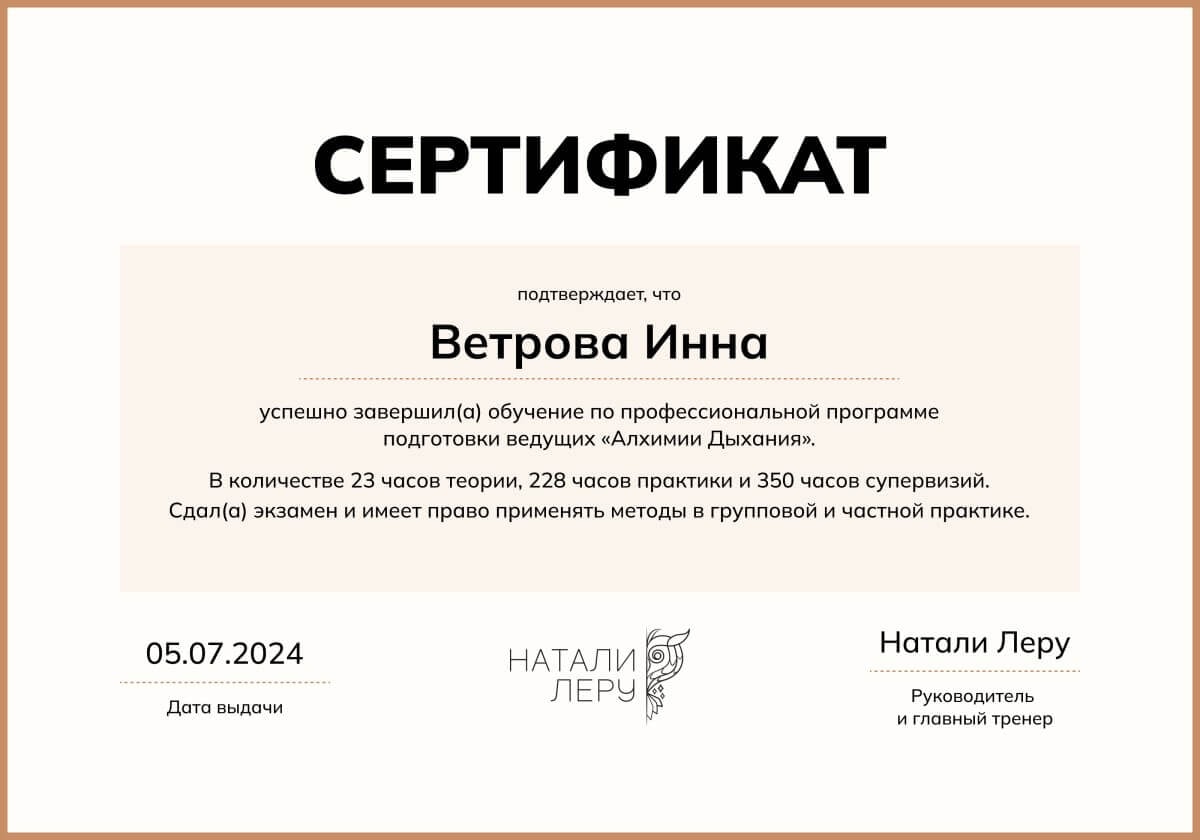 СЕРТИФИКАТ
подтверждает, что
Ветрова Инна
успешно завершил(а) обучение по профессиональной программе
подготовки ведущих «Алхимии Дыхания».
В количестве 23 часов теории, 228 часов практики и 350 часов супервизий.
Сдал(а) экзамен и имеет право применять методы в групповой и частной практике.
05.07.2024
Дата выдачи
НАТАЛИ
ЛЕРУ
Натали Леру
Руководитель
и главный тренер